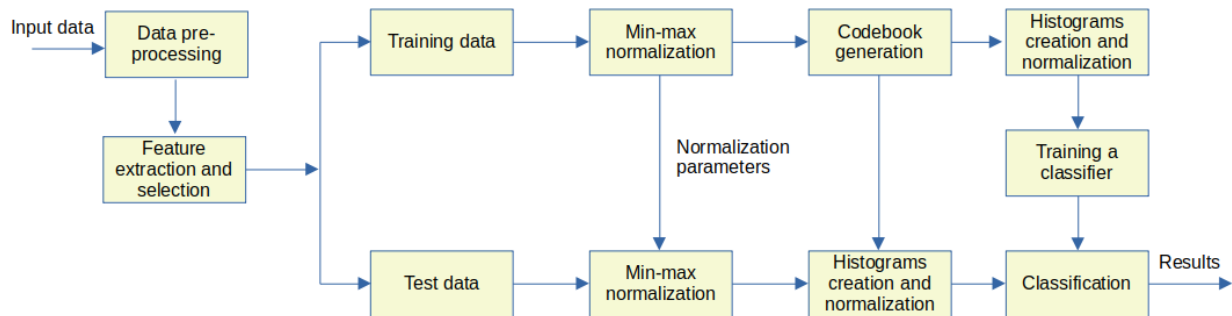 Input data
Data pre-
processing
Feature
extraction and
selection
Training data
Min-max
normalization
Codebook
generation
Histograms
creation and
normalization
Normalization
parameters
Training a
classifier
Test data
Min-max
normalization
Histograms
creation and
normalization
Classification
Results